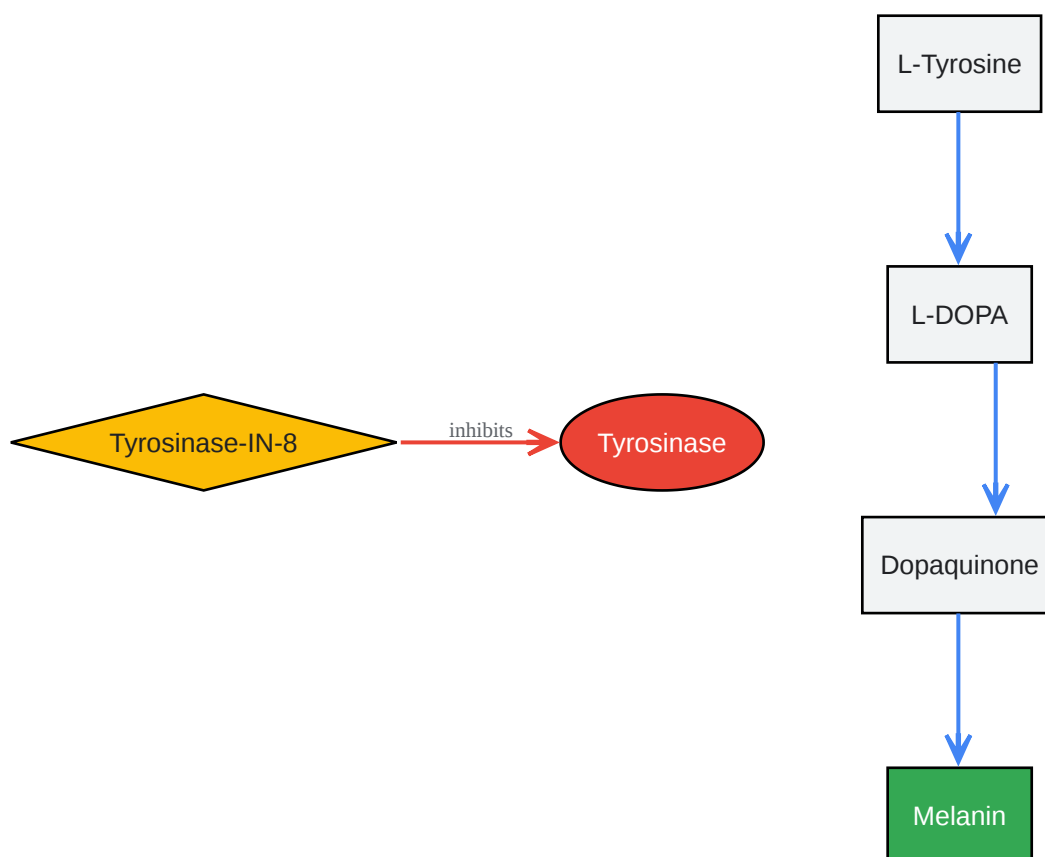 L-Tyrosine
L-DOPA
Tyrosinase-IN-8
inhibits
Tyrosinase
Dopaquinone
Melanin